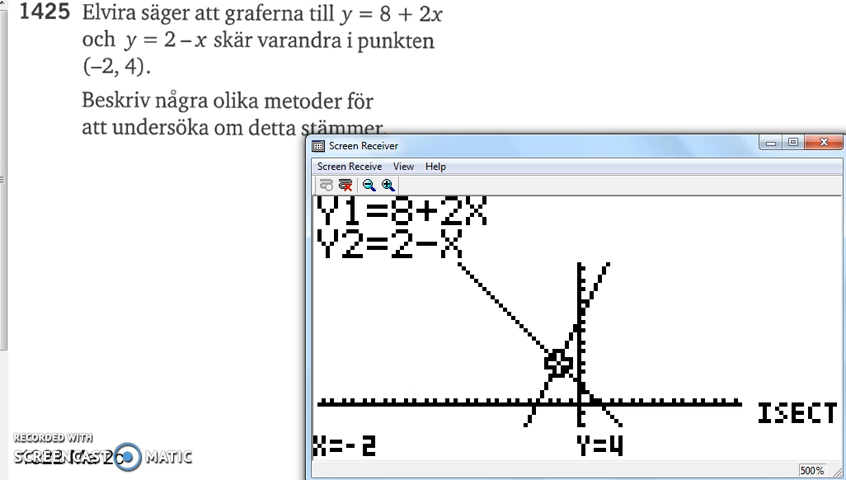 1425 Elvira säger att graferna till y = 8 + 2x
och y = 2 – x skär varandra i punkten
(–2, 4).
Beskriv några olika metoder för
att undersöka om detta stämmer.
Screen Receiver
Screen Receive View Help
Y1=8+2X
Y2=2-X
ISECT
X=-2 Y=4
500%
RECORDED WITH
SCREENCAST MATIC